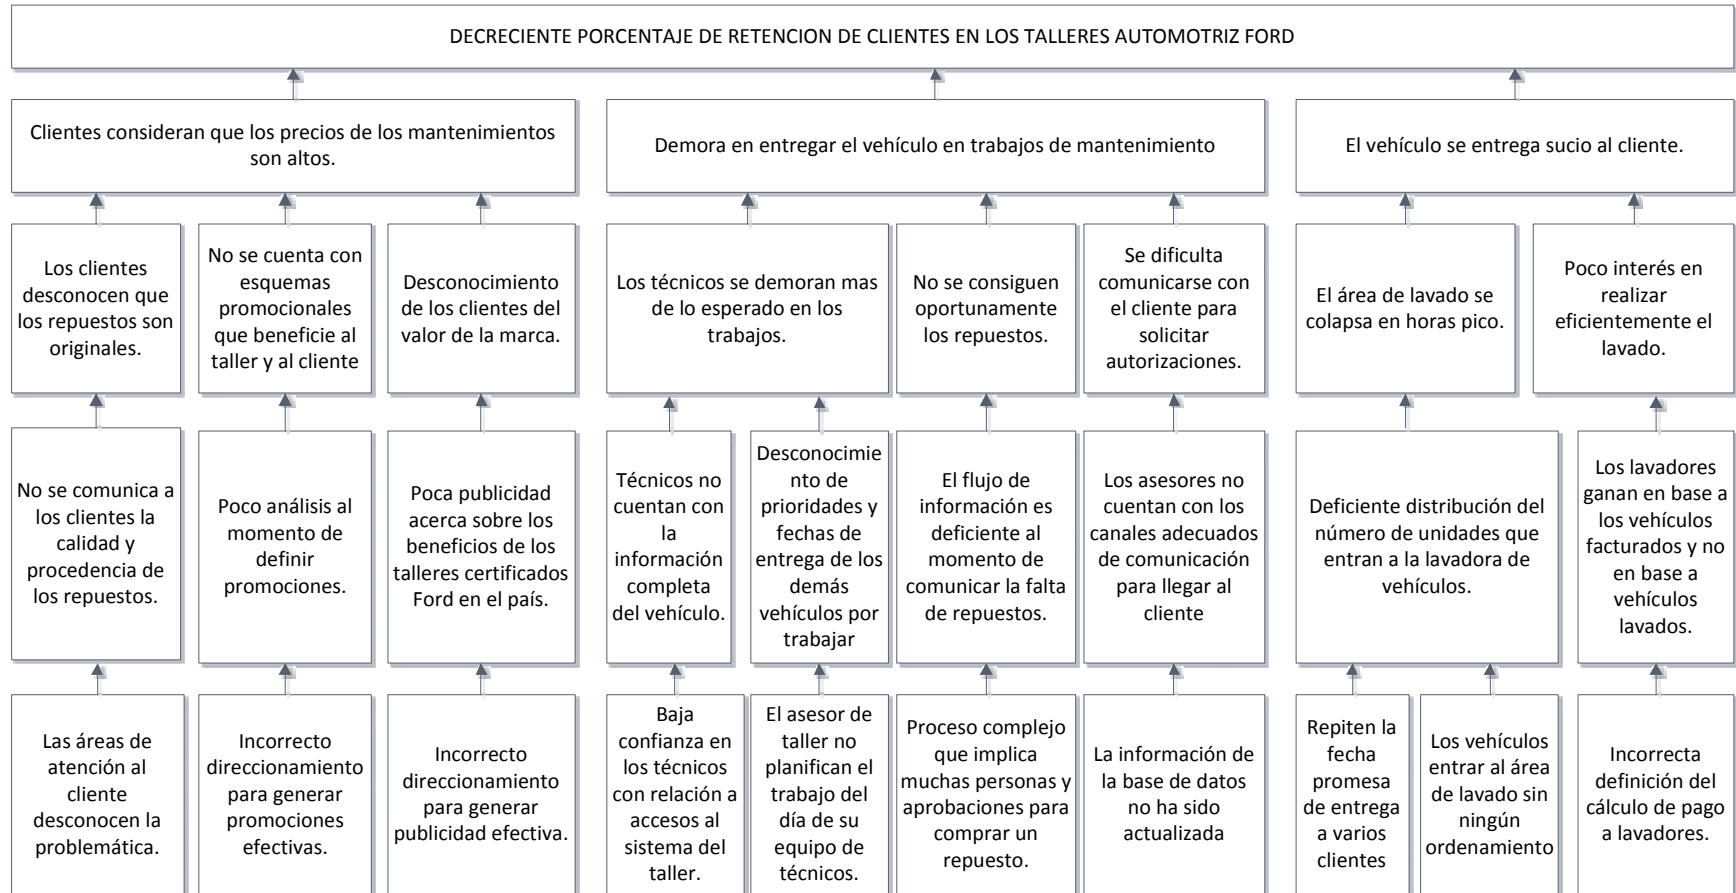 DECRECIENTE PORCENTAJE DE RETENCION DE CLIENTES EN LOS TALLERES AUTOMOTRIZ FORD
Clientes consideran que los precios de los mantenimientos
son altos.
Demora en entregar el vehículo en trabajos de mantenimiento
El vehículo se entrega sucio al cliente.
Los clientes
desconocen que
los repuestos son
originales.
No se cuenta con
esquemas
promocionales
que beneficie al
taller y al cliente
Desconocimiento
de los clientes del
valor de la marca.
Los técnicos se demoran mas
de lo esperado en los
trabajos.
No se consiguen
oportunamente
los repuestos.
Se dificulta
comunicarse con
el cliente para
solicitar
autorizaciones.
El área de lavado se
colapsa en horas pico.
Poco interés en
realizar
eficientemente el
lavado.
No se comunica a
los clientes la
calidad y
procedencia de
los repuestos.
Poco análisis al
momento de
definir
promociones.
Poca publicidad
acerca sobre los
beneficios de los
talleres certificados
Ford en el país.
Técnicos no
cuentan con
la
información
completa
del vehículo.
Desconocimie
nto de
prioridades y
fechas de
entrega de los
demás
vehículos por
trabajar
El flujo de
información es
deficiente al
momento de
comunicar la falta
de repuestos.
Los asesores no
cuentan con los
canales adecuados
de comunicación
para llegar al
cliente
Deficiente distribución del
número de unidades que
entran a la lavadora de
vehículos.
Los lavadores
ganan en base a
los vehículos
facturados y no
en base a
vehículos
lavados.
Las áreas de
atención al
cliente
desconocen la
problemática.
Incorrecto
direccionamiento
para generar
promociones
efectivas.
Incorrecto
direccionamiento
para generar
publicidad efectiva.
Baja
confianza en
los técnicos
con relación a
accesos al
sistema del
taller.
El asesor de
taller no
planifican el
trabajo del
día de su
equipo de
técnicos.
Proceso complejo
que implica
muchas personas y
aprobaciones para
comprar un
repuesto.
La información de
la base de datos
no ha sido
actualizada
Repiten la
fecha
promesa
de entrega
a varios
clientes
Los vehículos
entrar al área
de lavado sin
ningún
ordenamiento
Incorrecta
definición del
cálculo de pago
a lavadores.